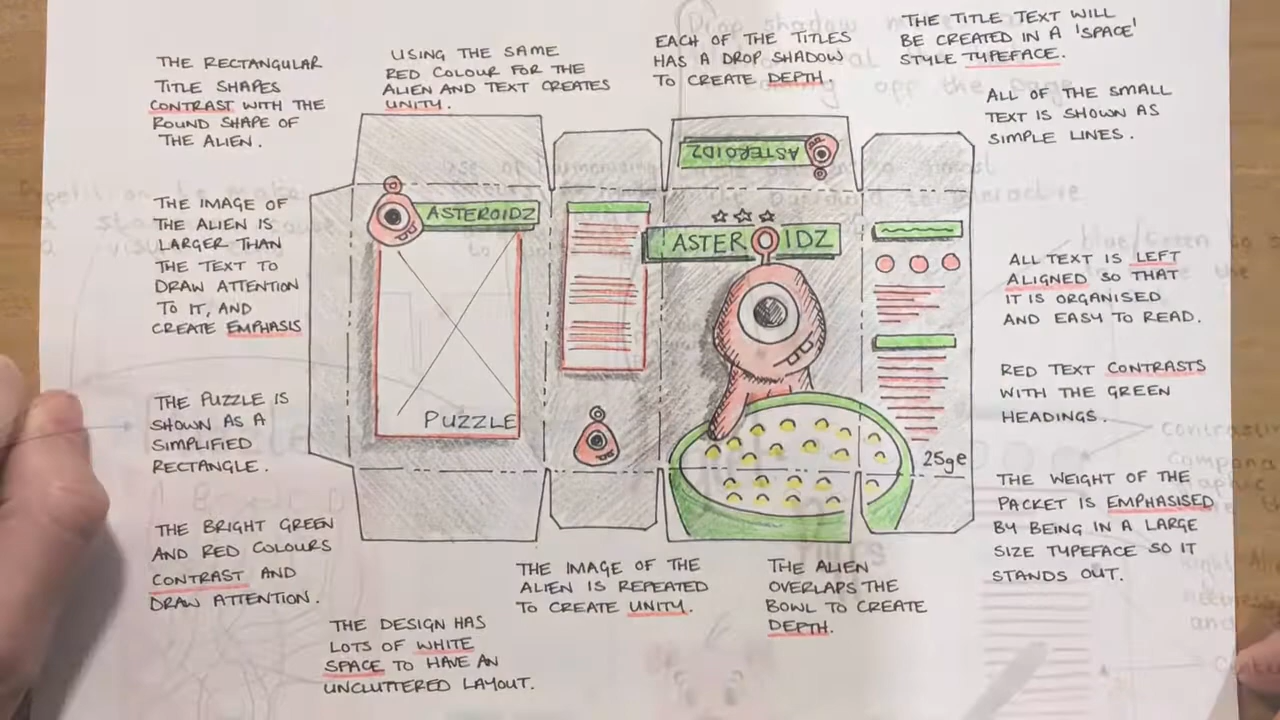 THE RECTANGULAR
TITLE SHAPES
CONTRAST WITH THE
ROUND SHAPE OF
THE ALIEN.
USING THE SAME
RED COLOUR FOR THE
ALIEN AND TEXT CREATES
UNITY.
EACH OF THE TITLES
HAS A DROP SHADOW
TO CREATE DEPTH.
THE TITLE TEXT WILL
BE CREATED IN A 'SPACE'
STYLE TYPEFACE.
ALL OF THE SMALL
TEXT IS SHOWN AS
SIMPLE LINES.
THE IMAGE OF
THE ALIEN IS
LARGER THAN
THE TEXT TO
DRAW ATTENTION
TO IT, AND
CREATE EMPHASIS
ASTEROIDZ
ASTEROIDZ
ASTEROIDZ
PUZZLE
25ge
ALL TEXT IS LEFT
ALIGNED SO THAT
IT IS ORGANISED
AND EASY TO READ.
THE PUZZLE IS
SHOWN AS A
SIMPLIFIED
RECTANGLE.
RED TEXT CONTRASTS
WITH THE GREEN
HEADINGS.
THE BRIGHT GREEN
AND RED COLOURS
CONTRAST AND
DRAW ATTENTION.
THE WEIGHT OF THE
PACKET IS EMPHASISED
BY BEING IN A LARGE
SIZE TYPEFACE SO IT
STANDS OUT.
THE DESIGN HAS
LOTS OF WHITE
SPACE TO HAVE AN
UNCLUTTERED LAYOUT.
THE IMAGE OF THE
ALIEN IS REPEATED
TO CREATE UNITY.
THE ALIEN
OVERLAPS THE
BOWL TO CREATE
DEPTH.